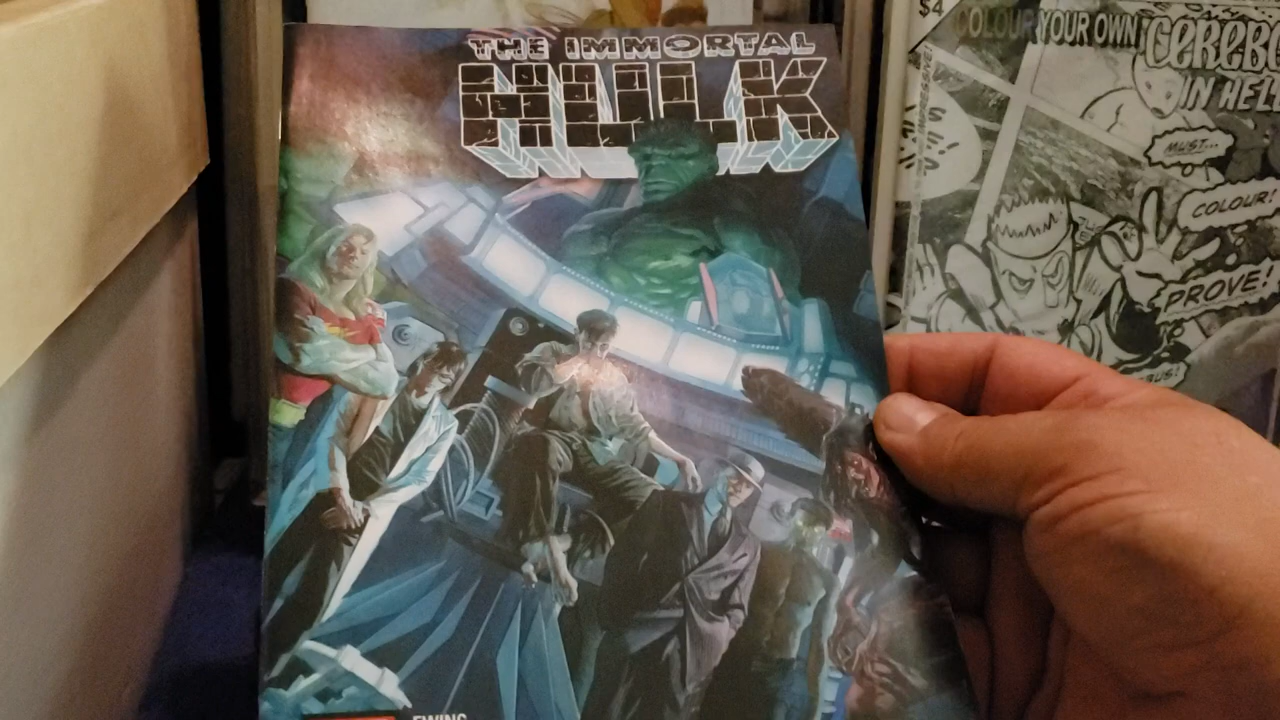 THE IMMORTAL
HULK
EWING
$4
COLOUR YOUR OWN
CEREB
IN HEL
MUST...
COLOUR!
PROVE!